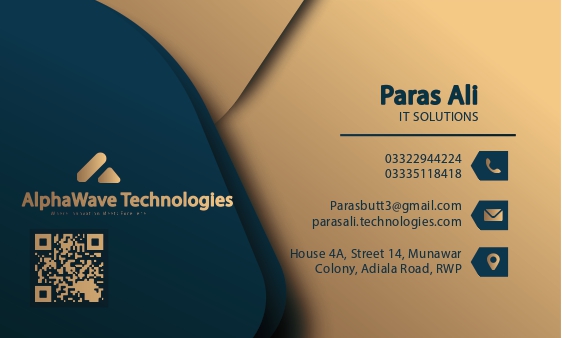 AlphaWave Technologies
Paras Ali
IT SOLUTIONS
03322944224
03335118418
Parasbutt3@gmail.com
parasali.technologies.com
House 4A, Street 14, Munawar
Colony, Adiala Road, RWP